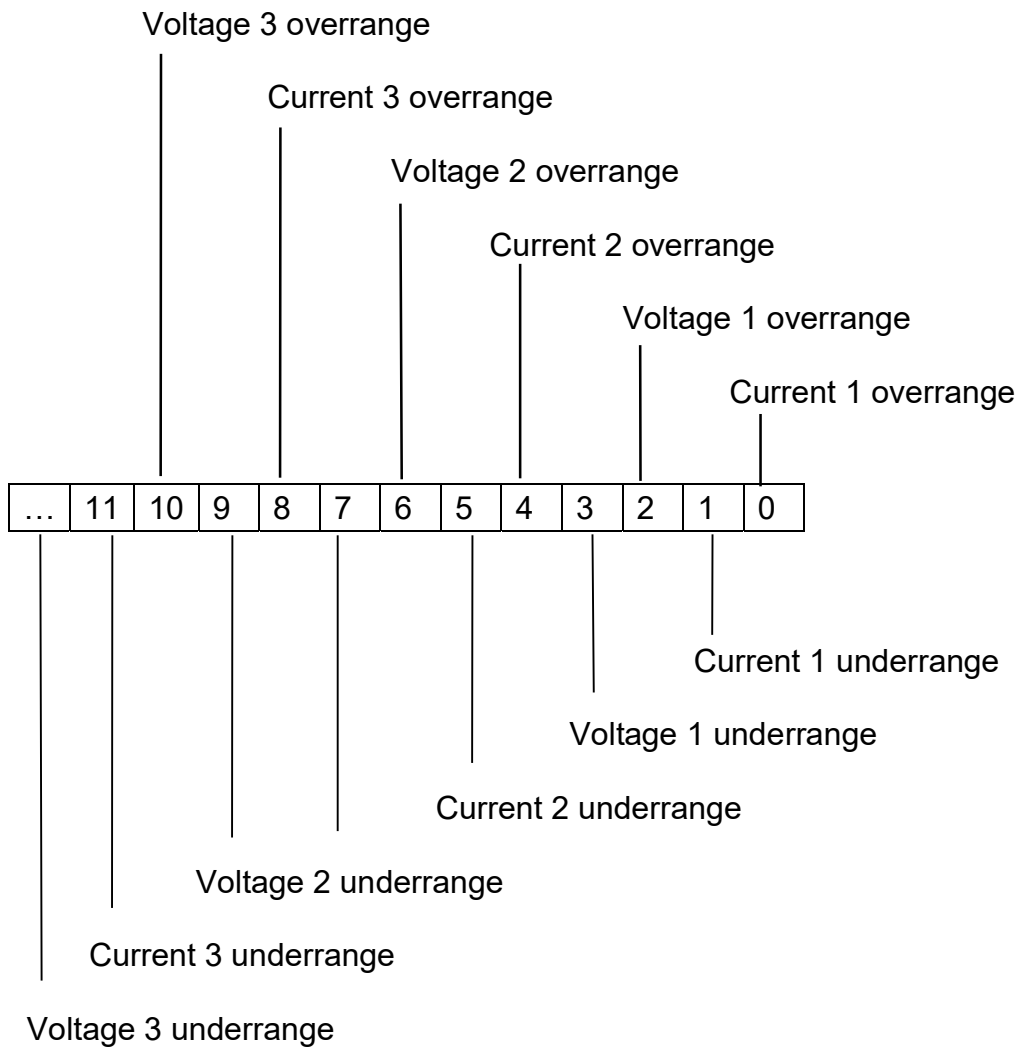 Voltage 3 overrange
Current 3 overrange
Voltage 2 overrange
Current 2 overrange
Voltage 1 overrange
Current 1 overrange
… 11 10 9 8 7 6 5 4 3 2 1 0
Current 1 underrange
Voltage 1 underrange
Current 2 underrange
Voltage 2 underrange
Current 3 underrange
Voltage 3 underrange